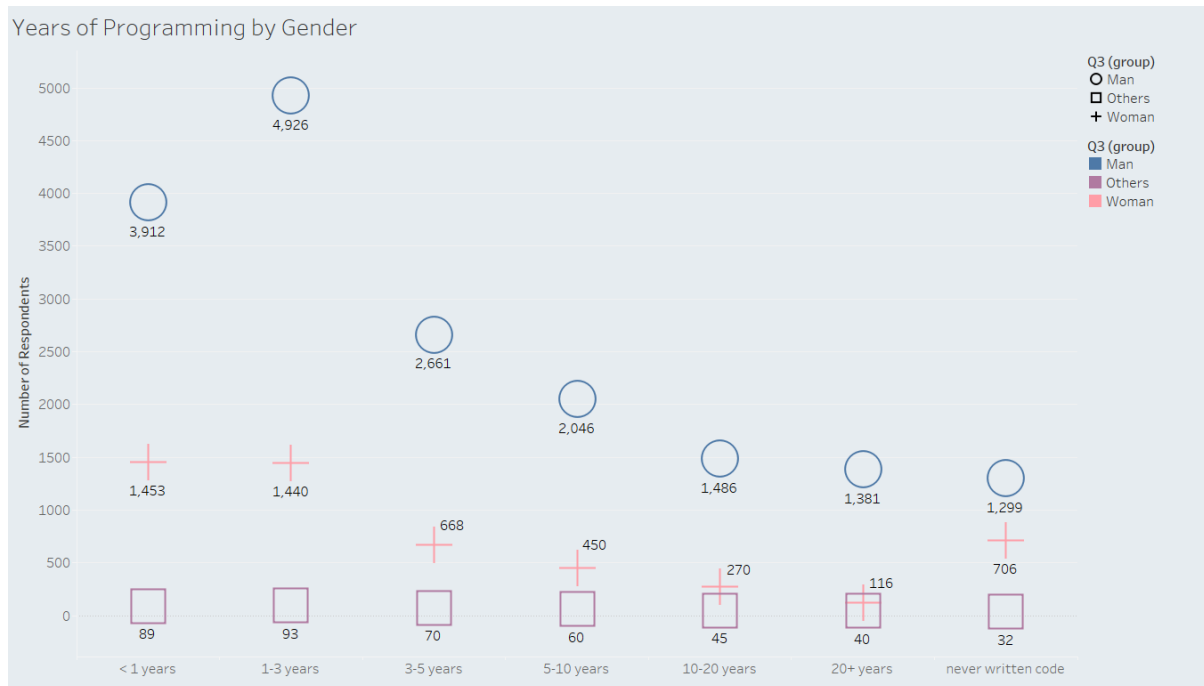 Years of Programming by Gender
Q3 (group)
Man
Others
Woman
Q3 (group)
Man
Others
Woman
Number of Respondents
5000
4500
4000
3500
3000
2500
2000
1500
1000
500
0
4,926
3,912
2,661
2,046
1,486
1,381
1,299
1,453
1,440
668
450
270
116
706
89
93
70
60
45
40
32
< 1 years
1-3 years
3-5 years
5-10 years
10-20 years
20+ years
never written code